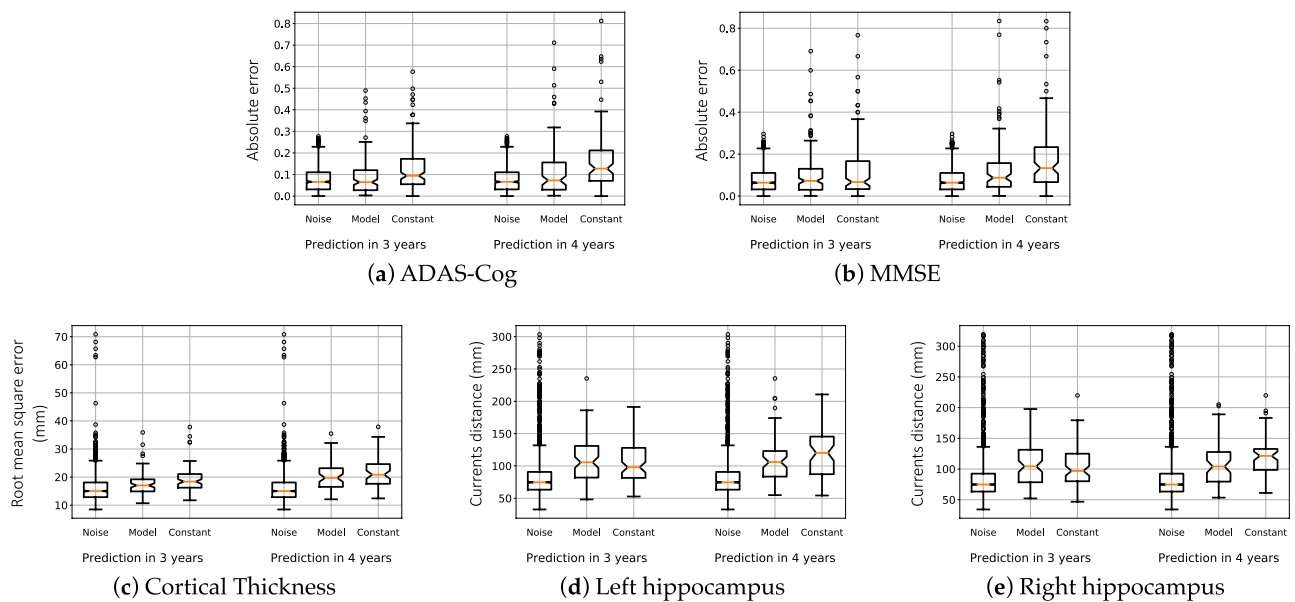 0.8
0.7
0.6
0.5
0.4
0.3
0.2
0.1
0.0
Absolute error
Noise Model Constant Noise Model Constant
Prediction in 3 years Prediction in 4 years
(a) ADAS-Cog
0.8
0.6
0.4
0.2
0.0
Absolute error
Noise Model Constant Noise Model Constant
Prediction in 3 years Prediction in 4 years
(b) MMSE
70
60
50
40
30
20
10
Root mean square error
(mm)
Noise Model Constant Noise Model Constant
Prediction in 3 years Prediction in 4 years
(c) Cortical Thickness
300
250
200
150
100
50
Currents distance (mm)
Noise Model Constant Noise Model Constant
Prediction in 3 years Prediction in 4 years
(d) Left hippocampus
300
250
200
150
100
50
Currents distance (mm)
Noise Model Constant Noise Model Constant
Prediction in 3 years Prediction in 4 years
(e) Right hippocampus